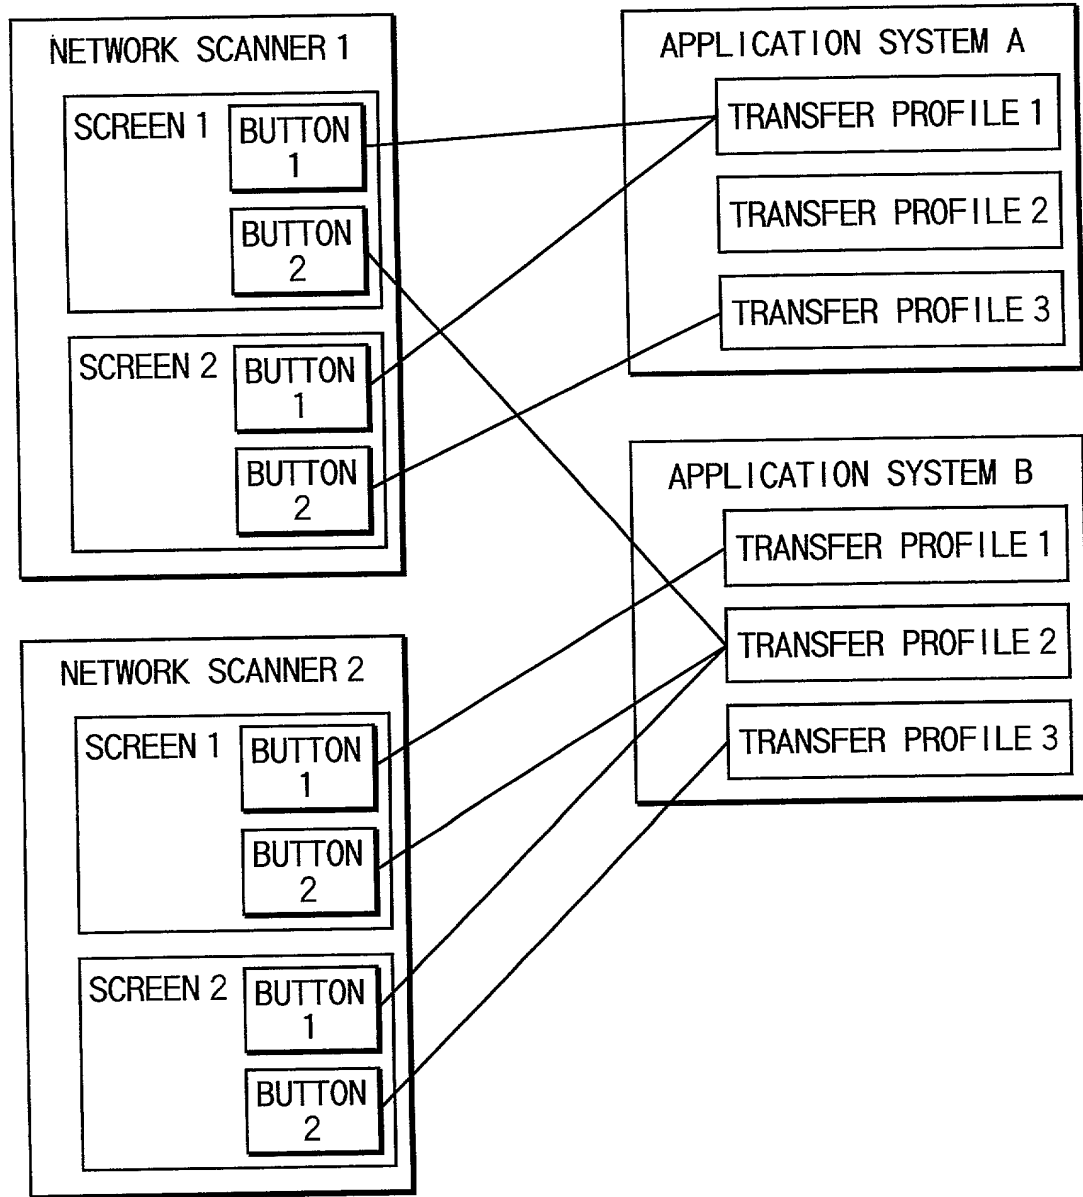 NETWORK SCANNER 1
SCREEN 1
BUTTON
1
BUTTON
2
SCREEN 2
BUTTON
1
BUTTON
2
NETWORK SCANNER 2
SCREEN 1
BUTTON
1
BUTTON
2
SCREEN 2
BUTTON
1
BUTTON
2
APPLICATION SYSTEM A
TRANSFER PROFILE 1
TRANSFER PROFILE 2
TRANSFER PROFILE 3
APPLICATION SYSTEM B
TRANSFER PROFILE 1
TRANSFER PROFILE 2
TRANSFER PROFILE 3